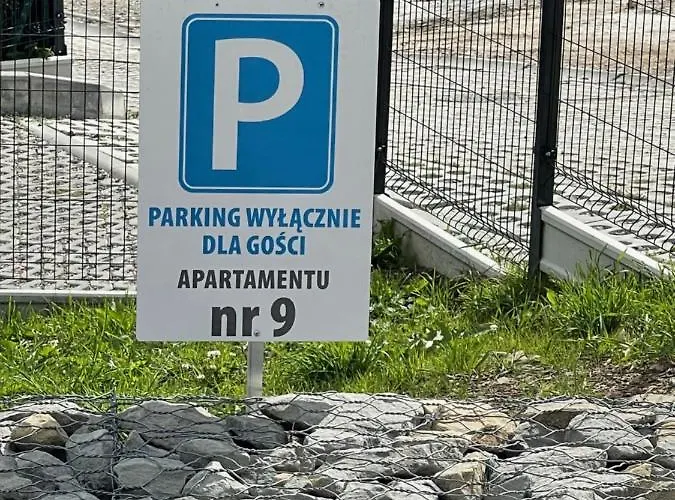 P
PARKING WYŁĄCZNIE
DLA GOŚCI
APARTAMENTU
nr 9